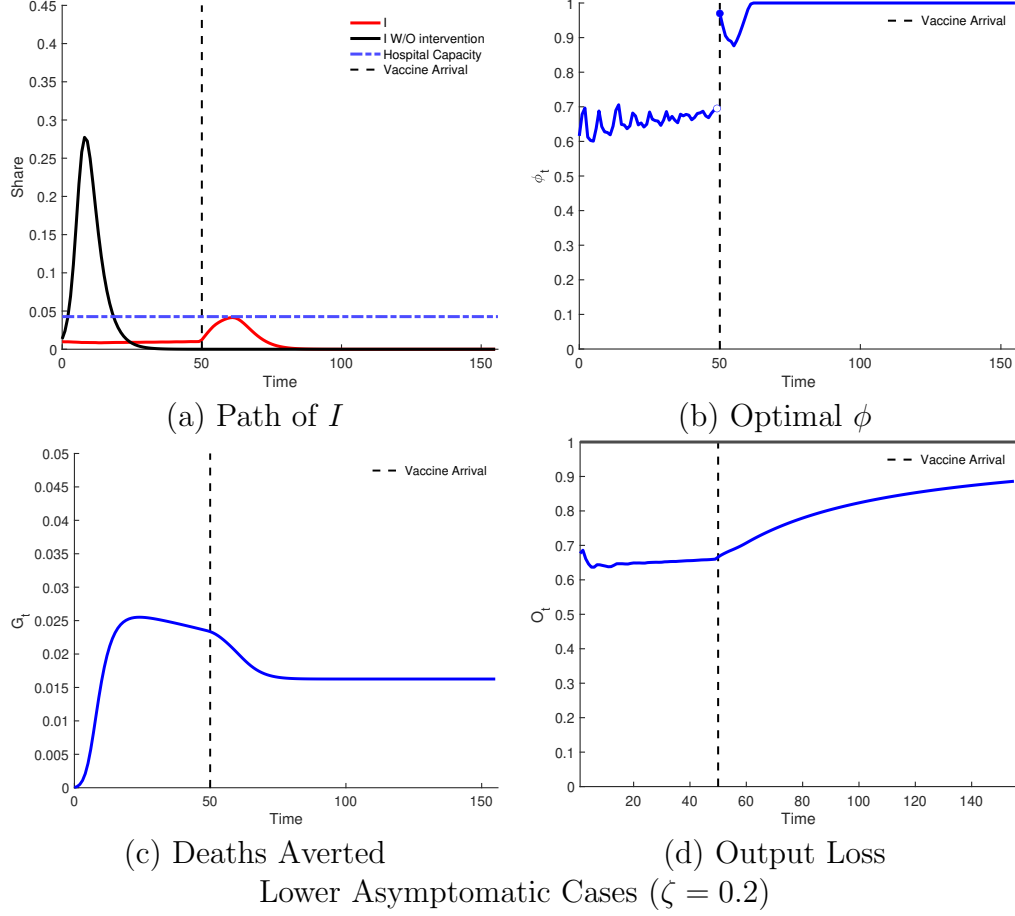 0.45
0.4
0.35
0.3
0.25
0.2
0.15
0.1
0.05
0
Share
0 50 100 150
Time
I
I W/O intervention
Hospital Capacity
Vaccine Arrival
(a) Path of I
1
0.9
0.8
0.7
0.6
0.5
0.4
0.3
0.2
0.1
0
ϕt
0 50 100 150
Time
Vaccine Arrival
(b) Optimal ϕ
0.05
0.045
0.04
0.035
0.03
0.025
0.02
0.015
0.01
0.005
0
Gt
0 50 100 150
Time
Vaccine Arrival
(c) Deaths Averted
1
0.9
0.8
0.7
0.6
0.5
0.4
0.3
0.2
0.1
0
Ot
20 40 60 80 100 120 140
Time
Vaccine Arrival
(d) Output Loss
Lower Asymptomatic Cases (ζ = 0.2)